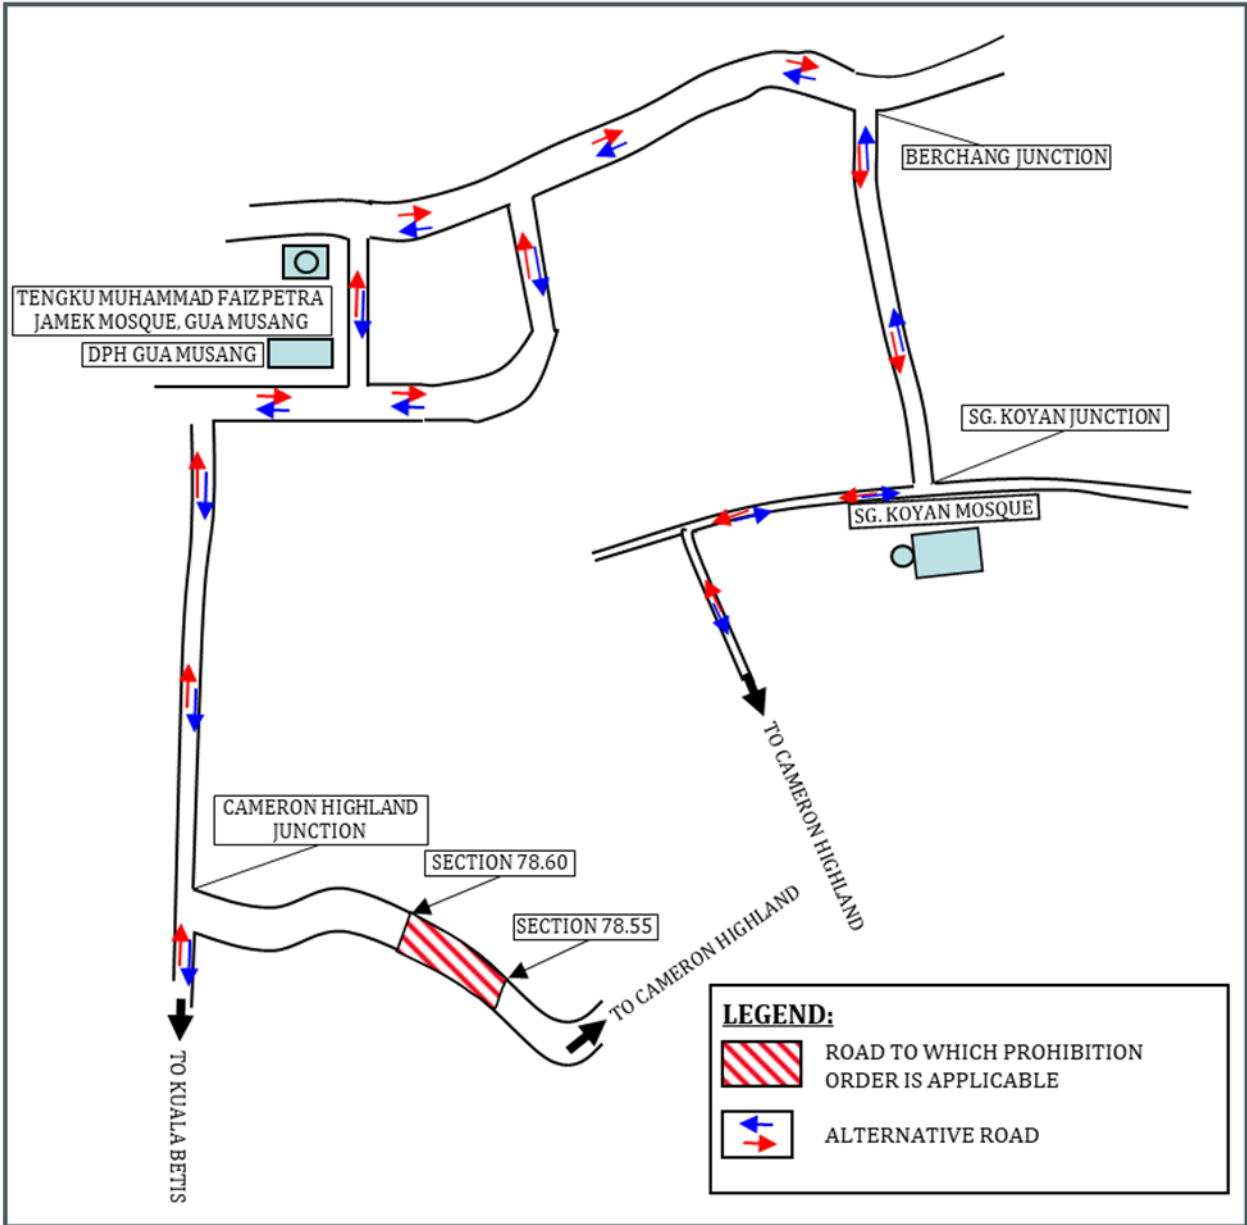 BERCHANG JUNCTION
TENGKU MUHAMMAD FAIZ PETRA
JAMEK MOSQUE, GUA MUSANG
DPH GUA MUSANG
SG. KOYAN JUNCTION
SG. KOYAN MOSQUE
TO CAMERON HIGHLAND
CAMERON HIGHLAND
JUNCTION
SECTION 78.60
SECTION 78.55
TO CAMERON HIGHLAND
TO KUALA BETIS
LEGEND:
ROAD TO WHICH PROHIBITION
ORDER IS APPLICABLE
ALTERNATIVE ROAD